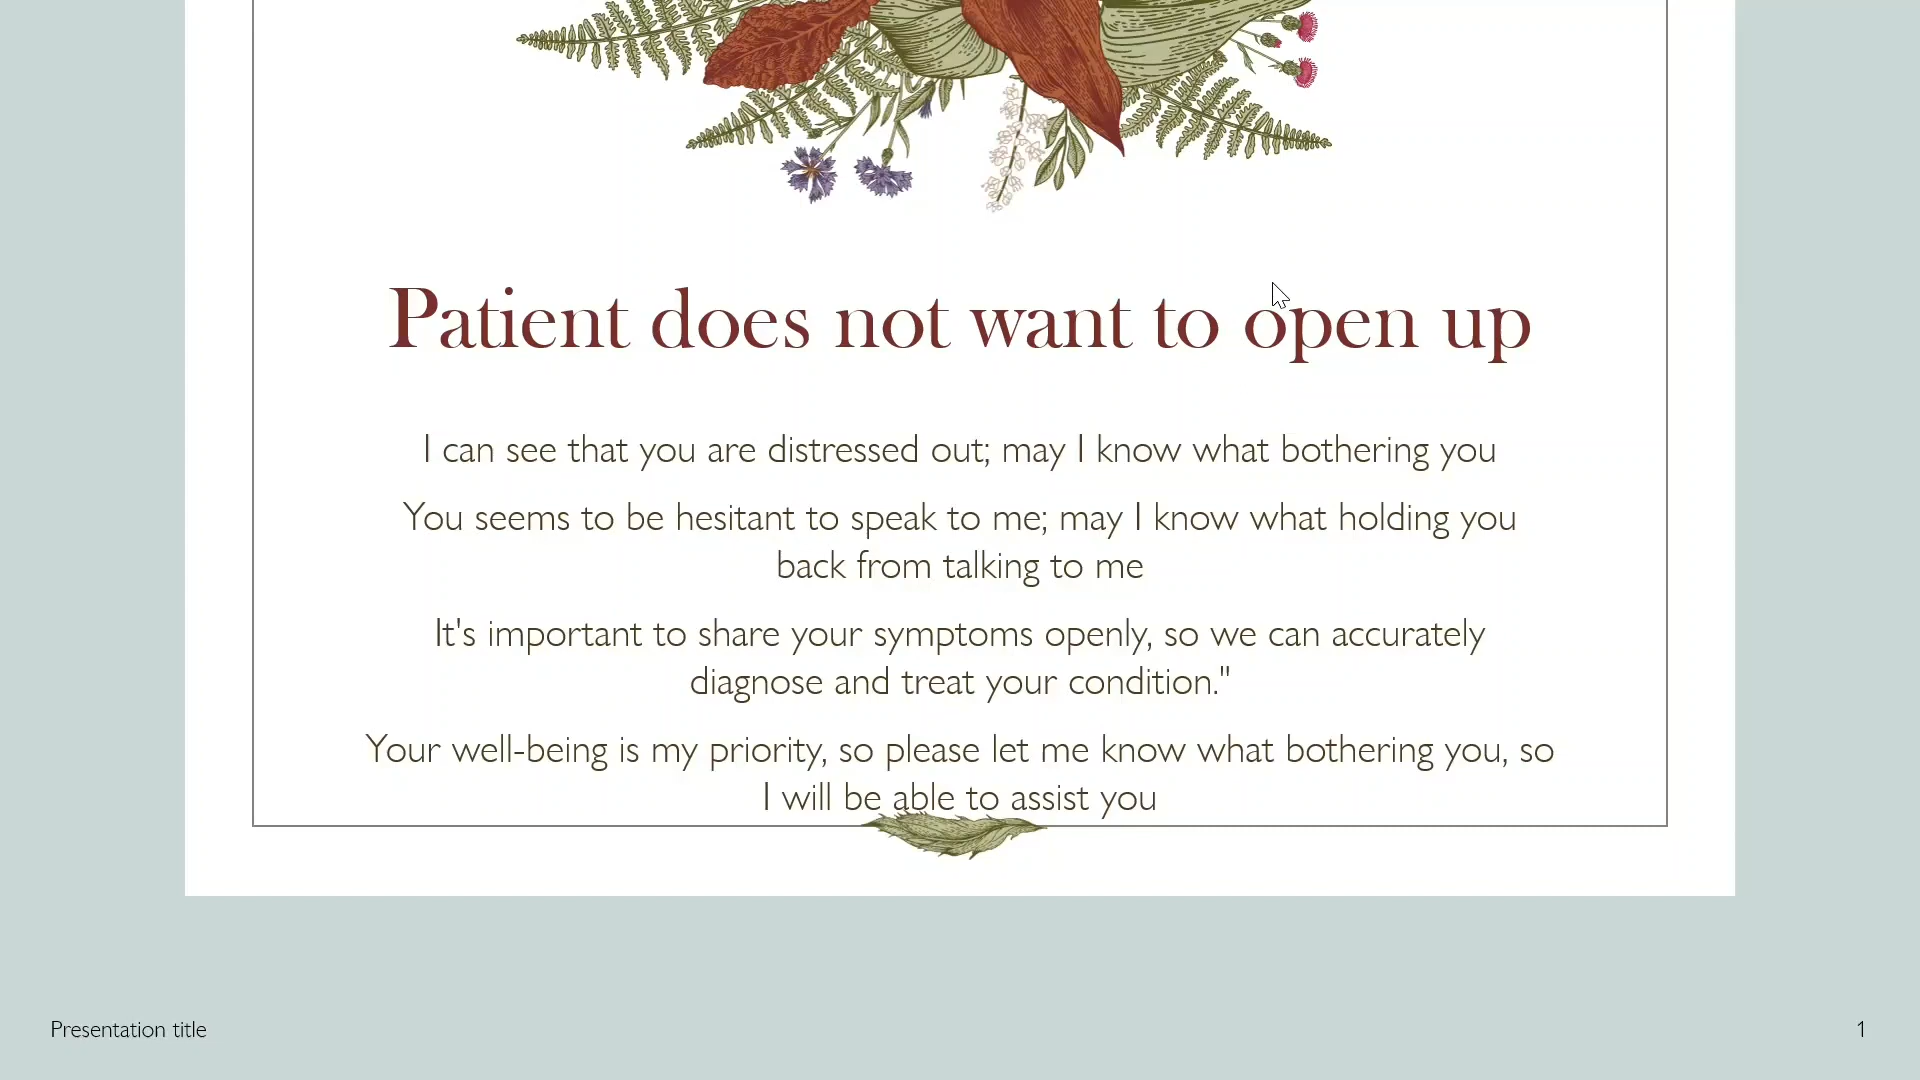 Patient does not want to open up
I can see that you are distressed out; may I know what bothering you
You seems to be hesitant to speak to me; may I know what holding you
back from talking to me
It's important to share your symptoms openly, so we can accurately
diagnose and treat your condition."
Your well-being is my priority, so please let me know what bothering you, so
I will be able to assist you
Presentation title
1